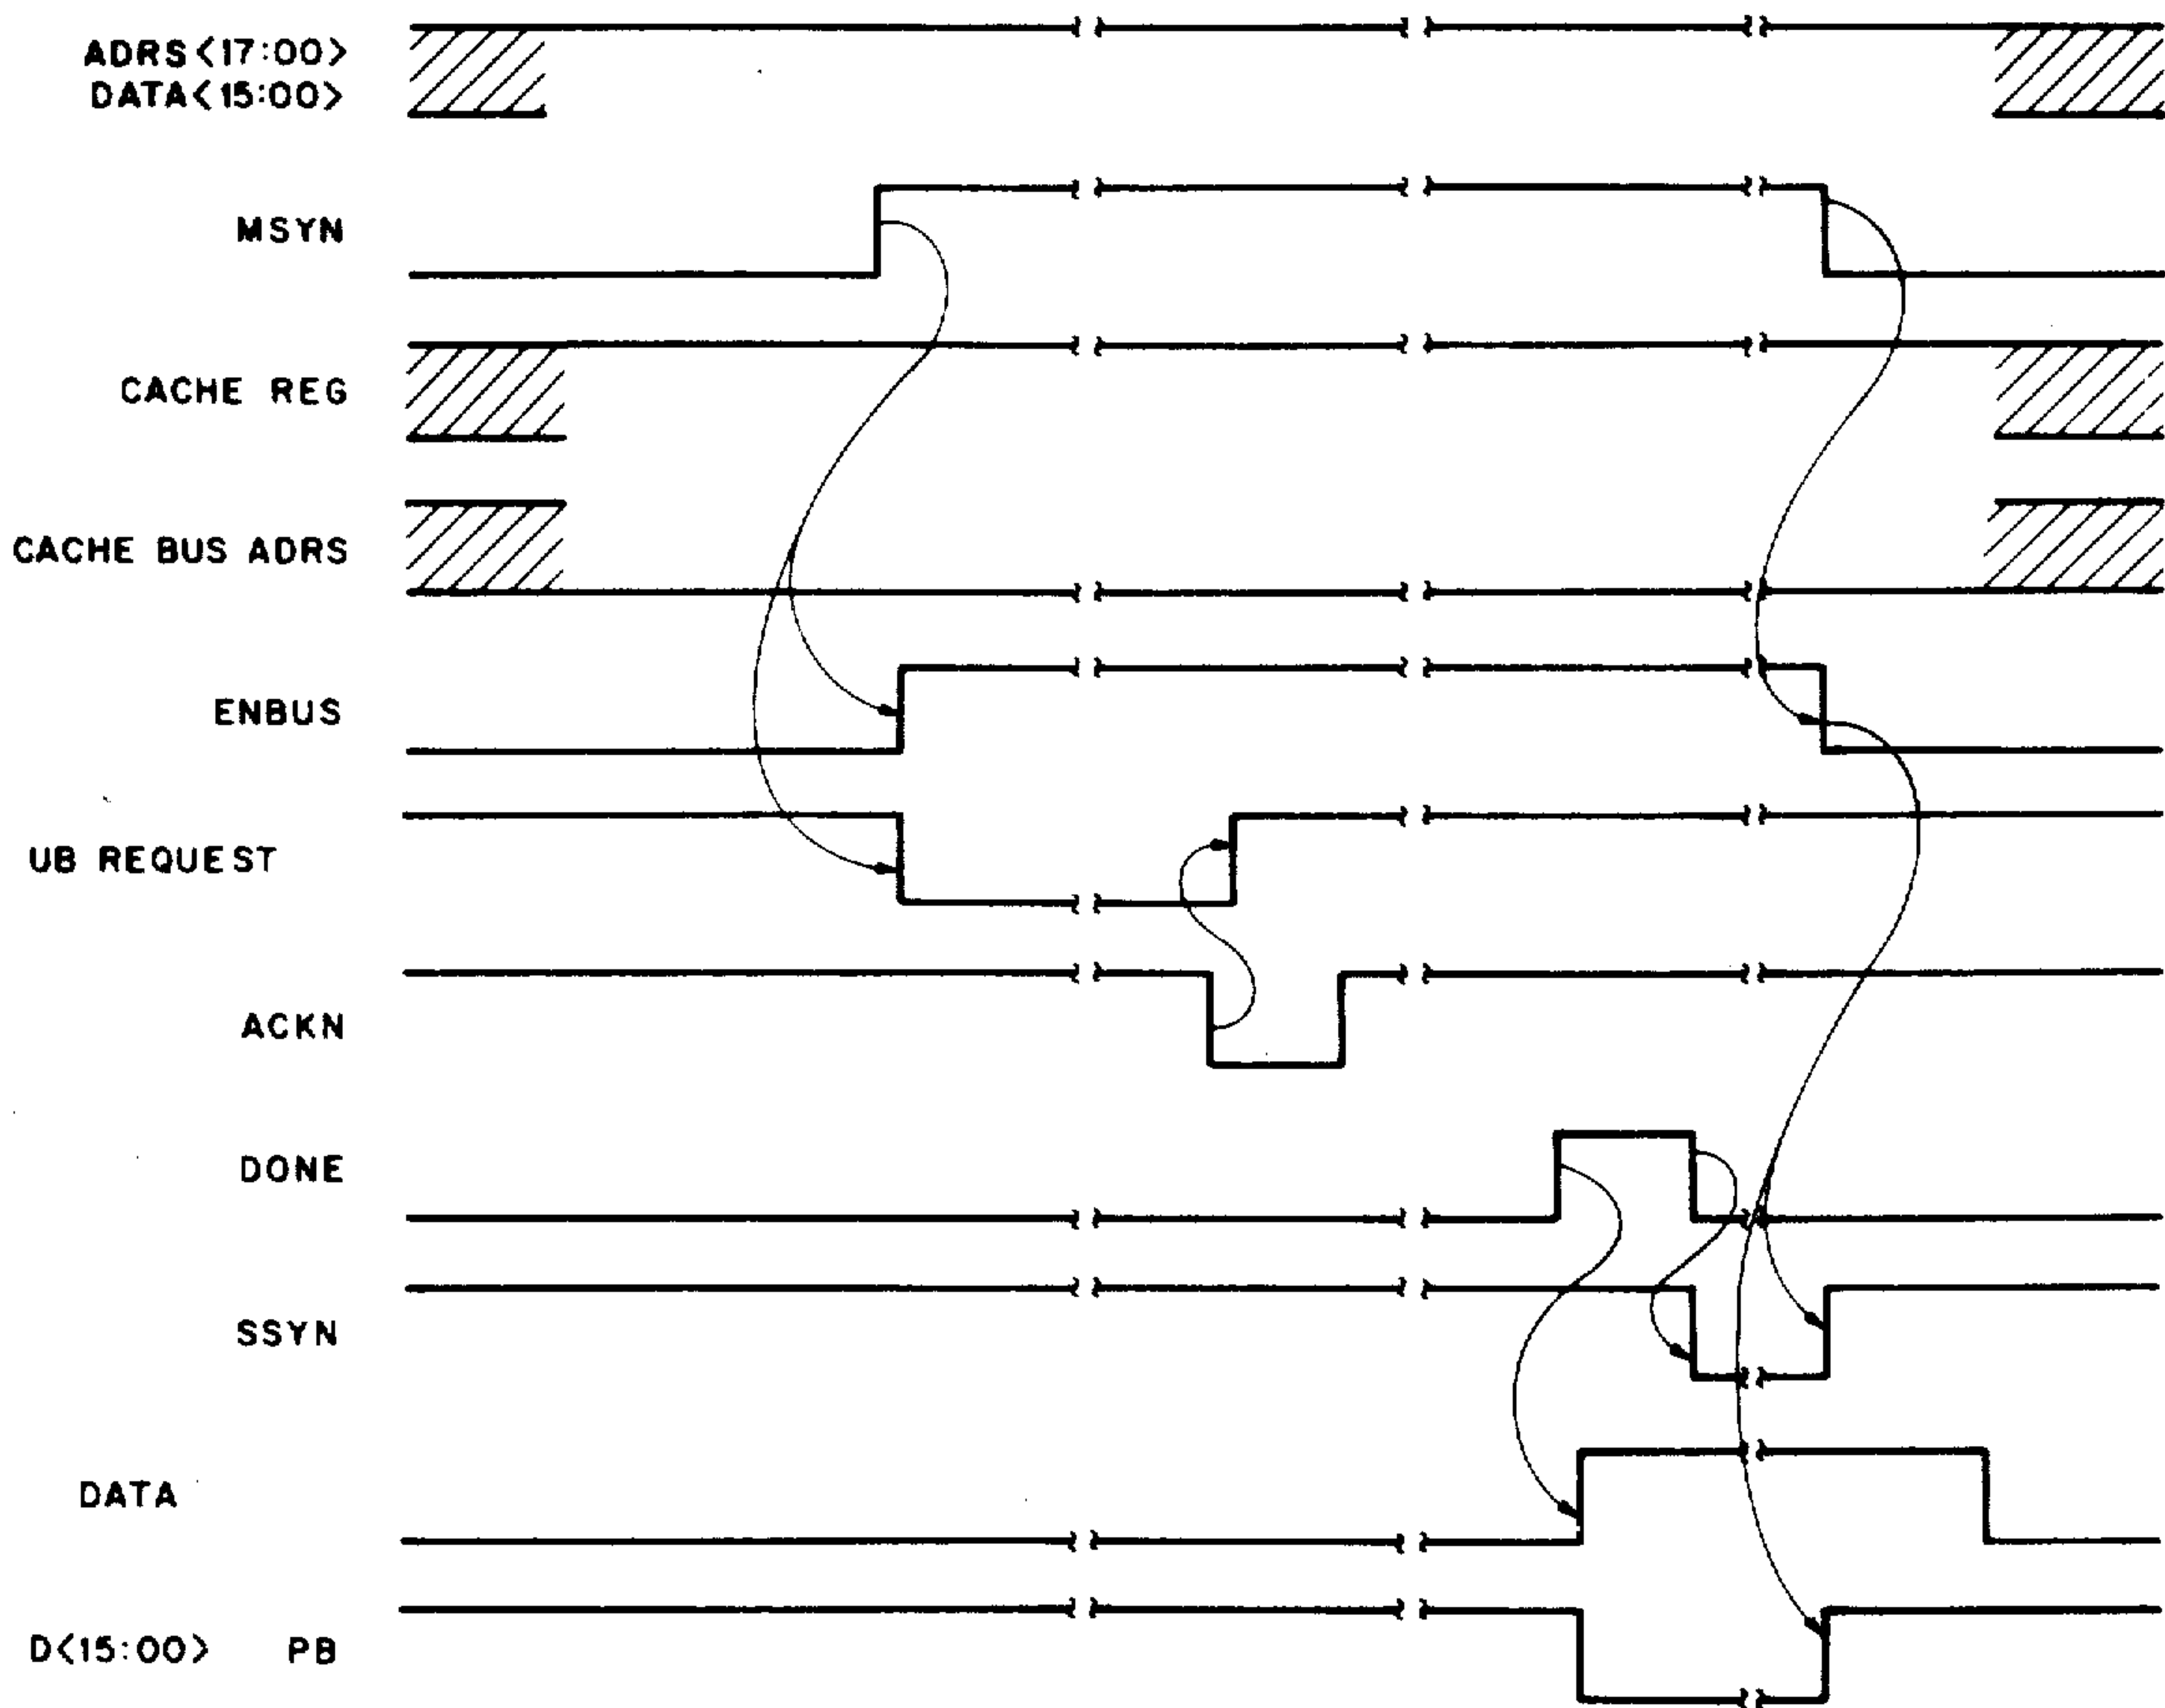 ADRS<17:00>
DATA<15:00>
MSYN
CACHE REG
CACHE BUS ADRS
ENBUS
UB REQUEST
ACKN
DONE
SSYN
DATA
D<15:00> PB